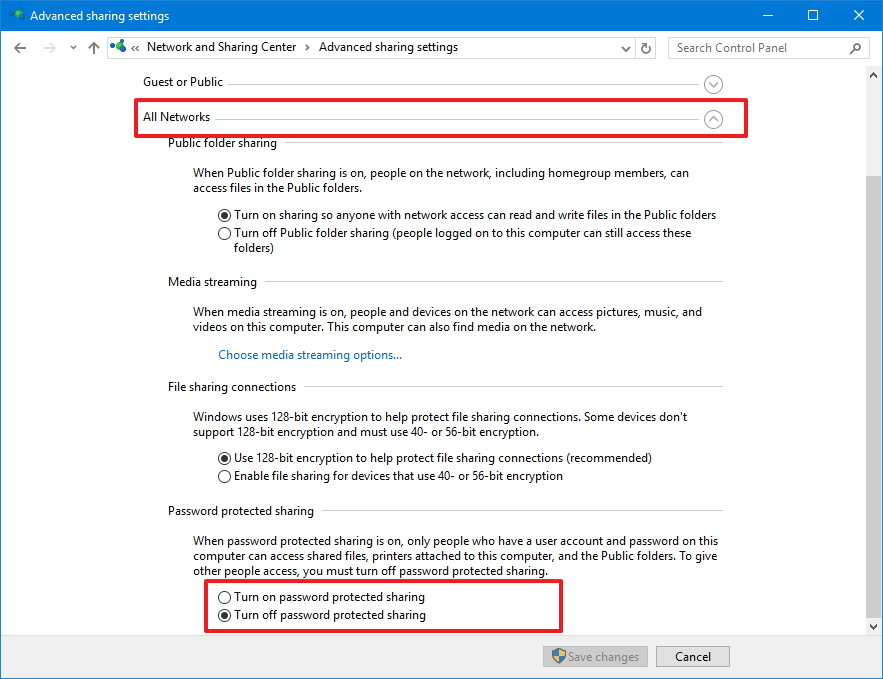 Advanced sharing settings
« Network and Sharing Center › Advanced sharing settings
Search Control Panel
Guest or Public
All Networks
Public folder sharing
When Public folder sharing is on, people on the network, including homegroup members, can
access files in the Public folders.
Turn on sharing so anyone with network access can read and write files in the Public folders
Turn off Public folder sharing (people logged on to this computer can still access these
folders)
Media streaming
When media streaming is on, people and devices on the network can access pictures, music, and
videos on this computer. This computer can also find media on the network.
Choose media streaming options...
File sharing connections
Windows uses 128-bit encryption to help protect file sharing connections. Some devices don't
support 128-bit encryption and must use 40- or 56-bit encryption.
Use 128-bit encryption to help protect file sharing connections (recommended)
Enable file sharing for devices that use 40- or 56-bit encryption
Password protected sharing
When password protected sharing is on, only people who have a user account and password on this
computer can access shared files, printers attached to this computer, and the Public folders. To give
other people access, you must turn off password protected sharing.
Turn on password protected sharing
Turn off password protected sharing
Save changes
Cancel